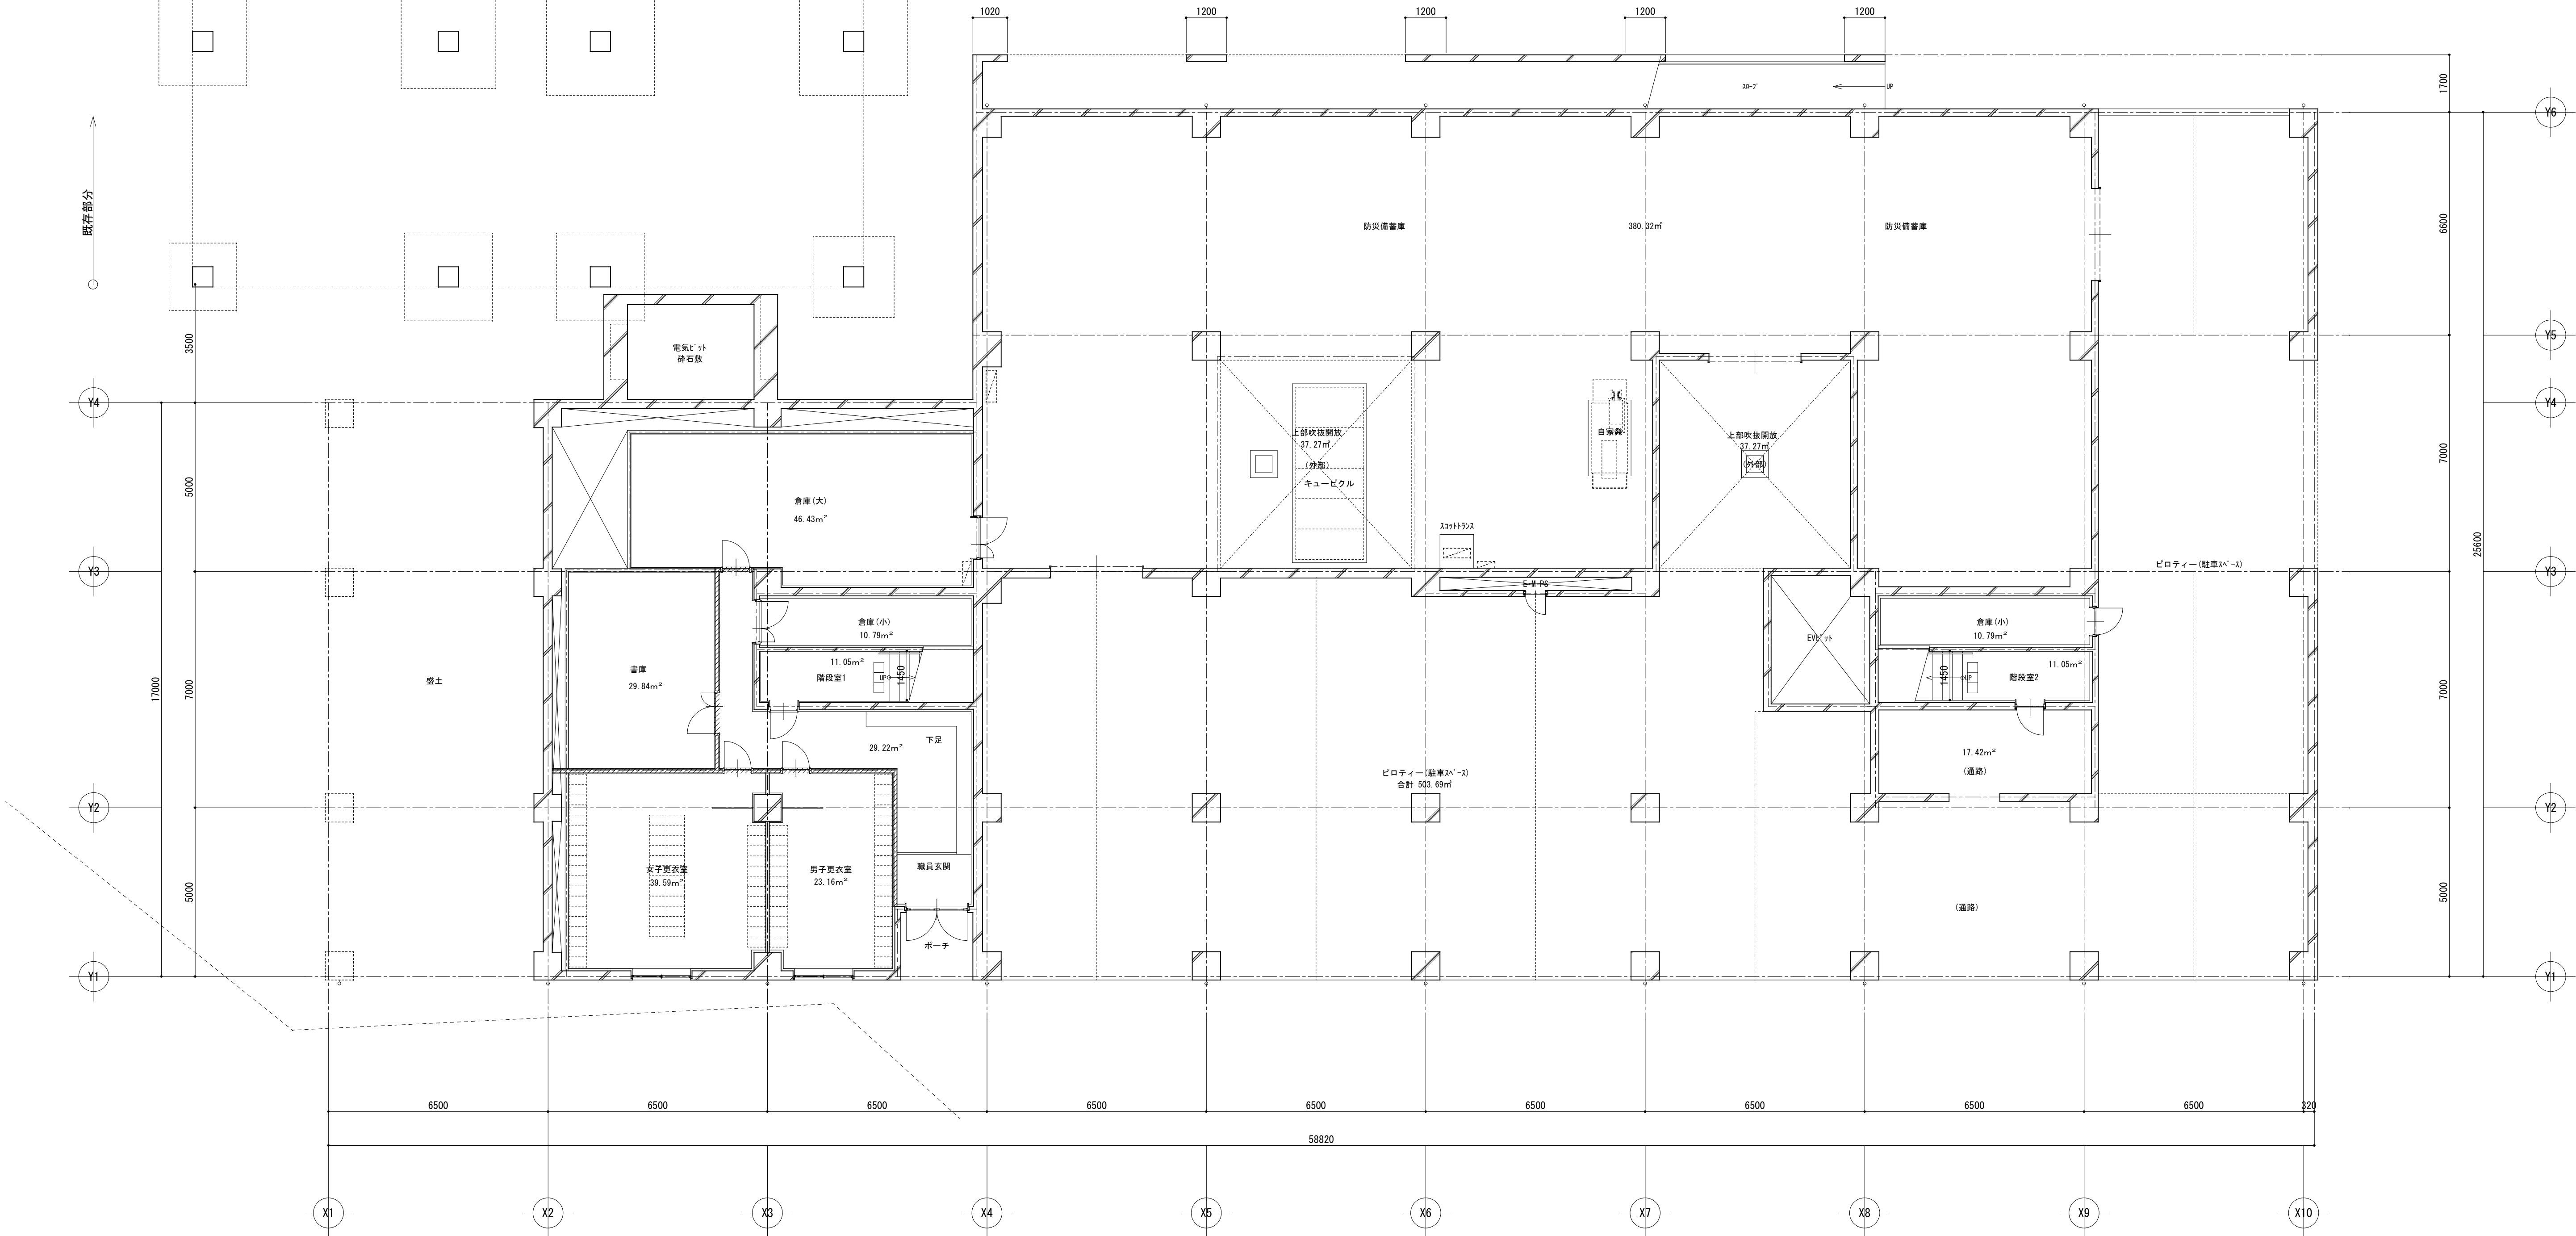 1020
1200
1200
1200
1200
1700
スロープ
UP
Y6
既存部分
防災備蓄庫
380.32㎡
防災備蓄庫
6600
3500
電気ピット
砕石敷
Y5
Y4
Y4
上部吹抜開放
37.27㎡
(外部)
キュービクル
自家発
上部吹抜開放
37.27㎡
(外部)
7000
5000
倉庫(大)
46.43m²
スコットトランス
25600
Y3
E-M-PS
ピロティー(駐車スペース)
Y3
倉庫(小)
10.79m²
EVピット
倉庫(小)
10.79m²
17000
7000
盛土
書庫
29.84m²
11.05m²
階段室1
UP
1450
1450
UP
11.05m²
階段室2
7000
下足
29.22m²
17.42m²
(通路)
ピロティー(駐車スペース)
合計 503.69㎡
Y2
Y2
5000
女子更衣室
39.59m²
男子更衣室
23.16m²
職員玄関
(通路)
5000
ポーチ
Y1
Y1
6500
6500
6500
6500
6500
6500
6500
6500
6500
320
58820
X1
X2
X3
X4
X5
X6
X7
X8
X9
X10